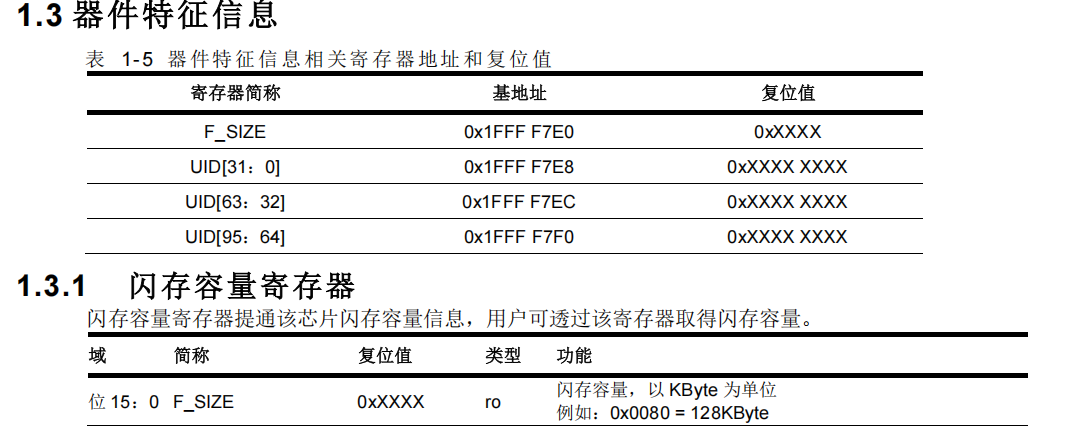 1.3 器件特征信息
表 1-5 器件特征信息相关寄存器地址和复位值
寄存器简称 基地址 复位值
F_SIZE 0x1FFF F7E0 0xXXXX
UID[31：0] 0x1FFF F7E8 0xXXXX XXXX
UID[63：32] 0x1FFF F7EC 0xXXXX XXXX
UID[95：64] 0x1FFF F7F0 0xXXXX XXXX
1.3.1 闪存容量寄存器
闪存容量寄存器提通该芯片闪存容量信息，用户可透过该寄存器取得闪存容量。
域 简称 复位值 类型 功能
位 15：0 F_SIZE 0xXXXX ro 闪存容量，以 KByte 为单位
例如：0x0080 = 128KByte